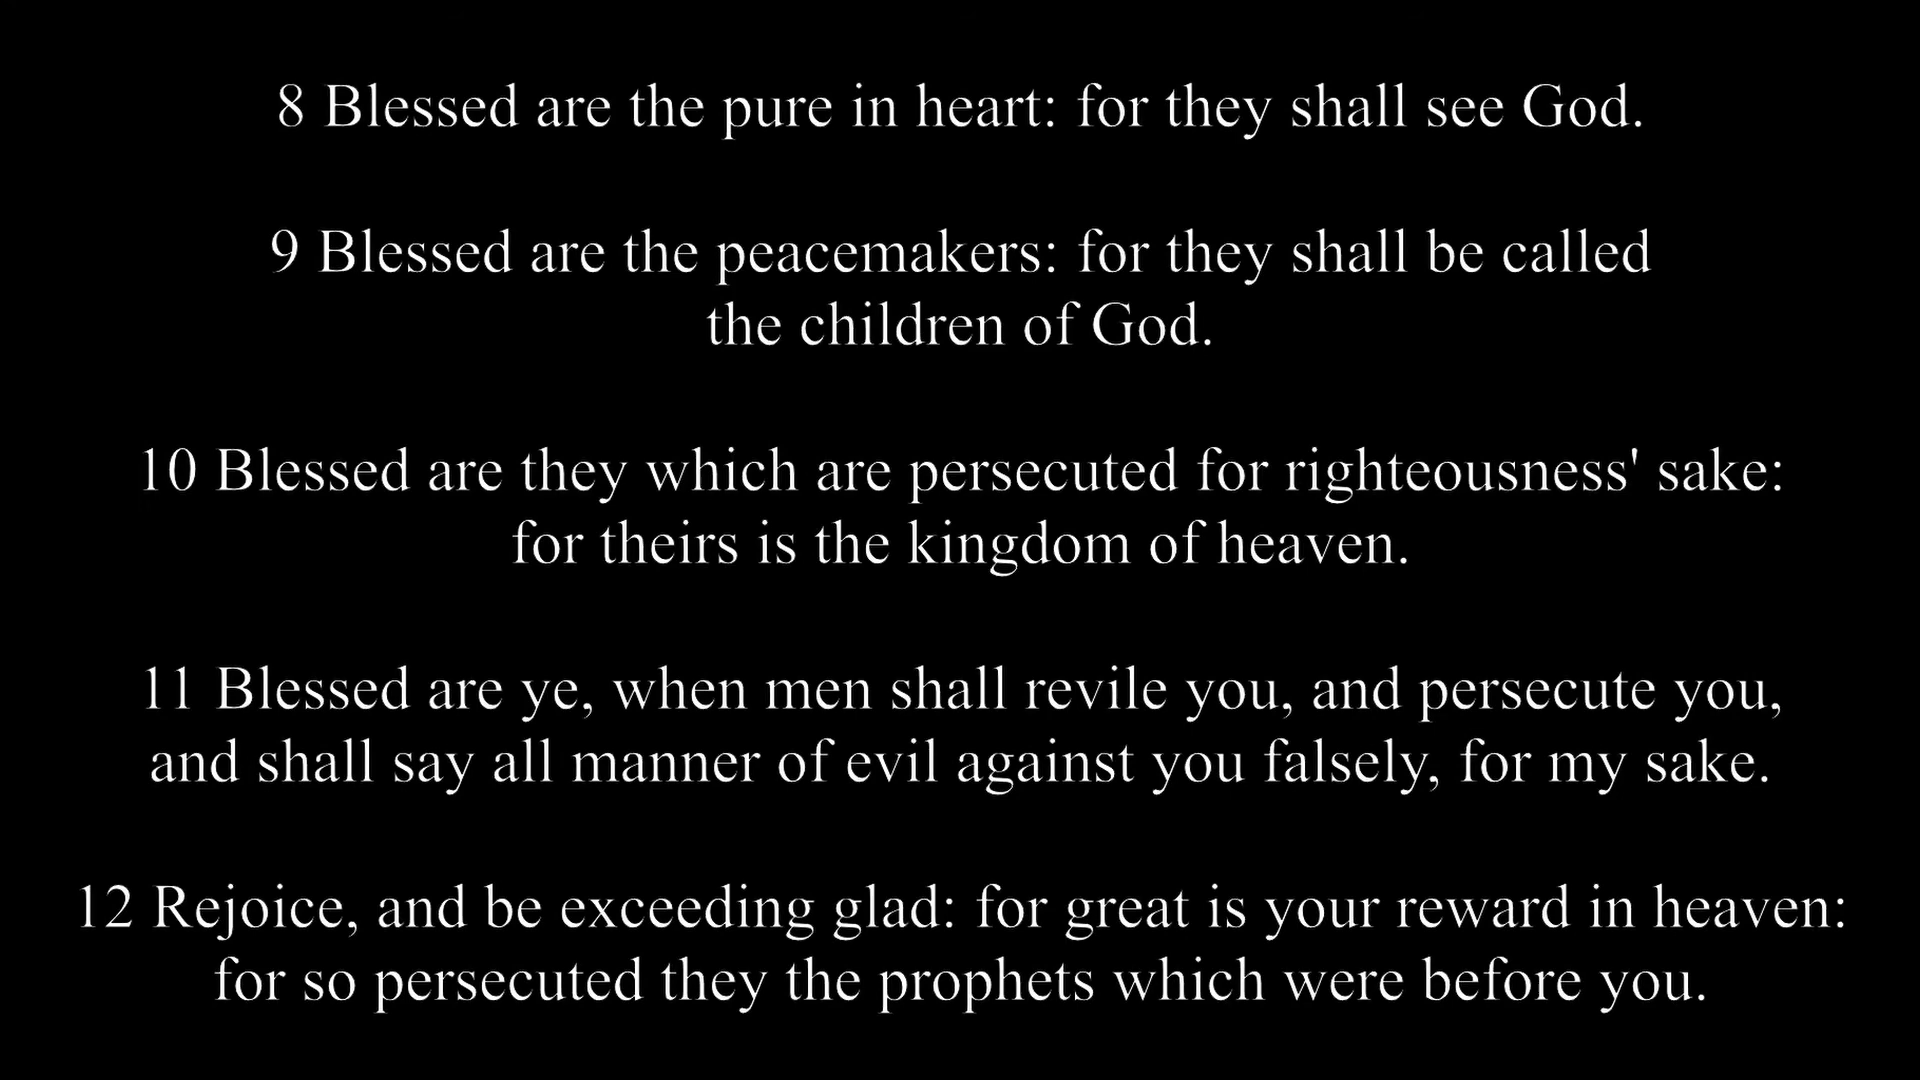 8 Blessed are the pure in heart: for they shall see God.
9 Blessed are the peacemakers: for they shall be called
the children of God.
10 Blessed are they which are persecuted for righteousness' sake:
for theirs is the kingdom of heaven.
11 Blessed are ye, when men shall revile you, and persecute you,
and shall say all manner of evil against you falsely, for my sake.
12 Rejoice, and be exceeding glad: for great is your reward in heaven:
for so persecuted they the prophets which were before you.